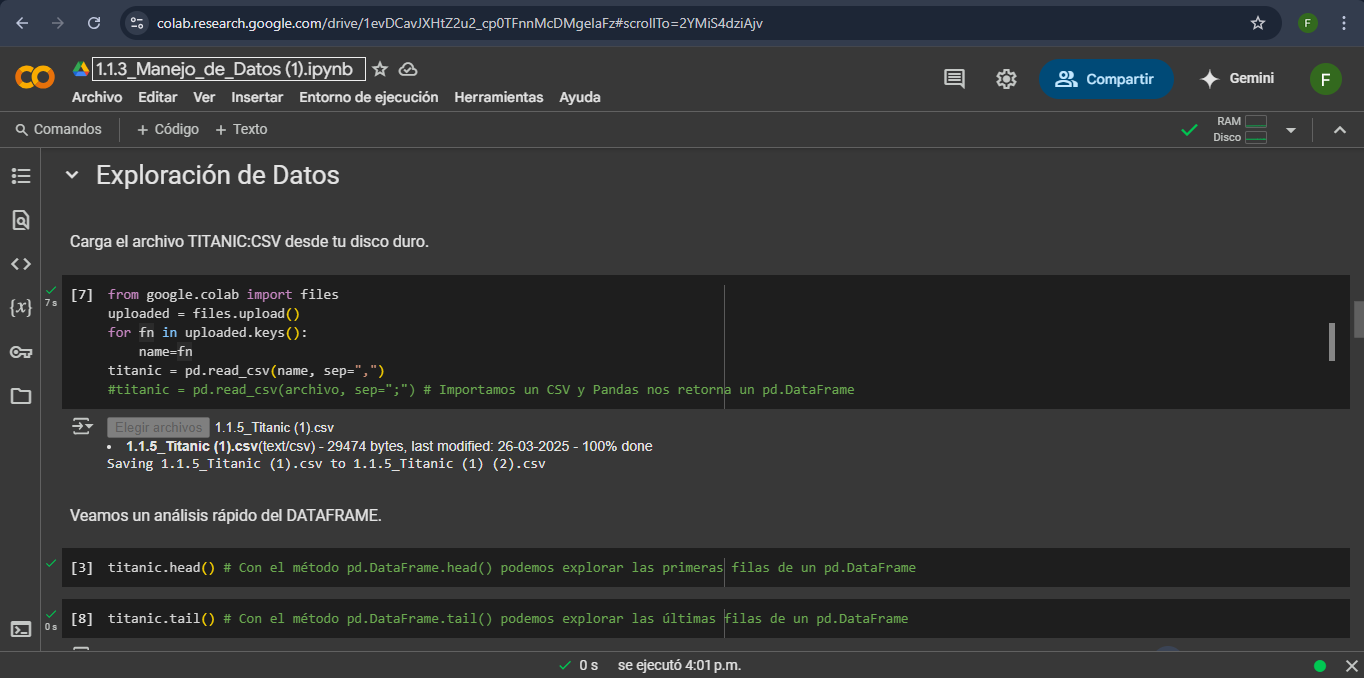 colab.research.google.com/drive/1evDCavJXHtZ2u2_cp0TFnnMcDMgelaFz#scrollTo=2YMiS4dziAjv
F
1.1.3_Manejo_de_Datos (1).ipynb
Archivo Editar Ver Insertar Entorno de ejecución Herramientas Ayuda
Compartir
Gemini
F
Comandos + Código + Texto
RAM
Disco
Exploración de Datos
Carga el archivo TITANIC:CSV desde tu disco duro.
7 s
[7] from google.colab import files
uploaded = files.upload()
for fn in uploaded.keys():
    name=fn
titanic = pd.read_csv(name, sep=",")
#titanic = pd.read_csv(archivo, sep=";") # Importamos un CSV y Pandas nos retorna un pd.DataFrame
Elegir archivos 1.1.5_Titanic (1).csv
• 1.1.5_Titanic (1).csv(text/csv) - 29474 bytes, last modified: 26-03-2025 - 100% done
Saving 1.1.5_Titanic (1).csv to 1.1.5_Titanic (1) (2).csv
Veamos un análisis rápido del DATAFRAME.
[3] titanic.head() # Con el método pd.DataFrame.head() podemos explorar las primeras filas de un pd.DataFrame
0 s
[8] titanic.tail() # Con el método pd.DataFrame.tail() podemos explorar las últimas filas de un pd.DataFrame
0 s se ejecutó 4:01 p.m.